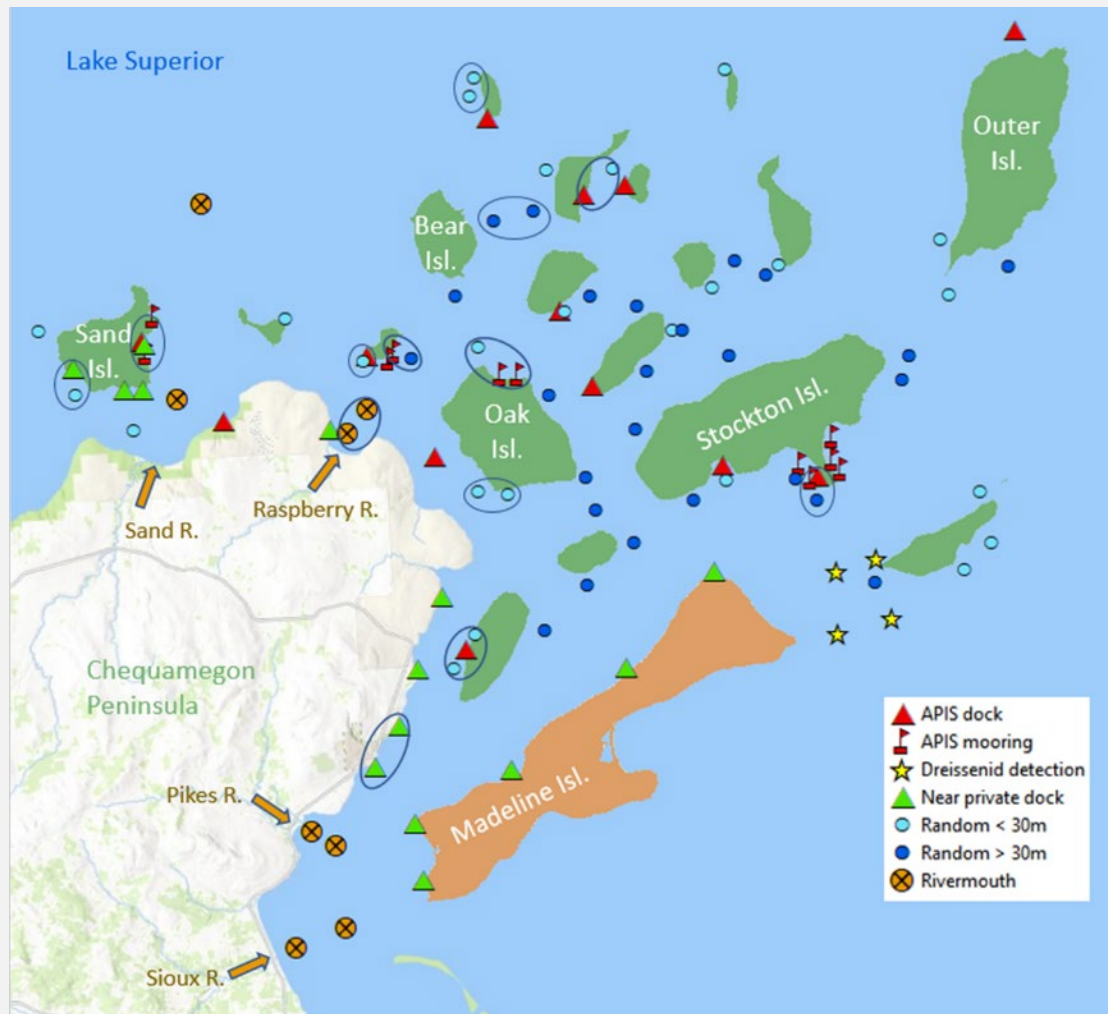 Lake Superior
Outer
Isl.
Bear
Isl.
Sand
Isl.
Oak
Isl.
Stockton Isl.
Raspberry R.
Sand R.
Chequamegon
Peninsula
Pikes R.
Madeline Isl.
Sioux R.
APIS dock
APIS mooring
Dreissenid detection
Near private dock
Random < 30m
Random > 30m
Rivermouth